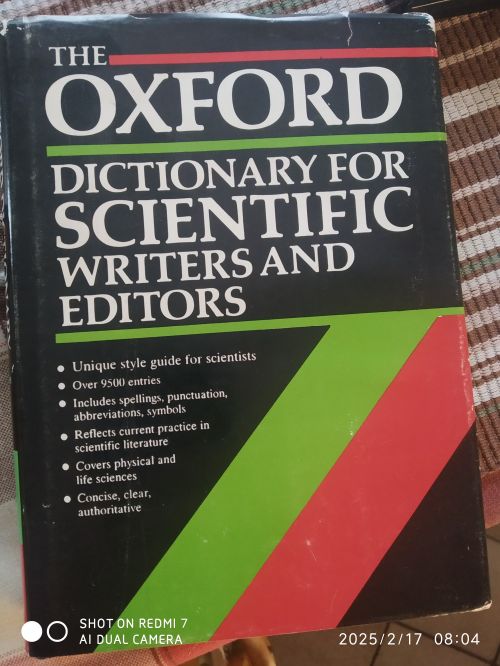 THE
OXFORD
DICTIONARY FOR
SCIENTIFIC
WRITERS AND
EDITORS
• Unique style guide for scientists
• Over 9500 entries
• Includes spellings, punctuation,
abbreviations, symbols
• Reflects current practice in
scientific literature
• Covers physical and
life sciences
• Concise, clear,
authoritative
SHOT ON REDMI 7
AI DUAL CAMERA
2025/2/17 08:04